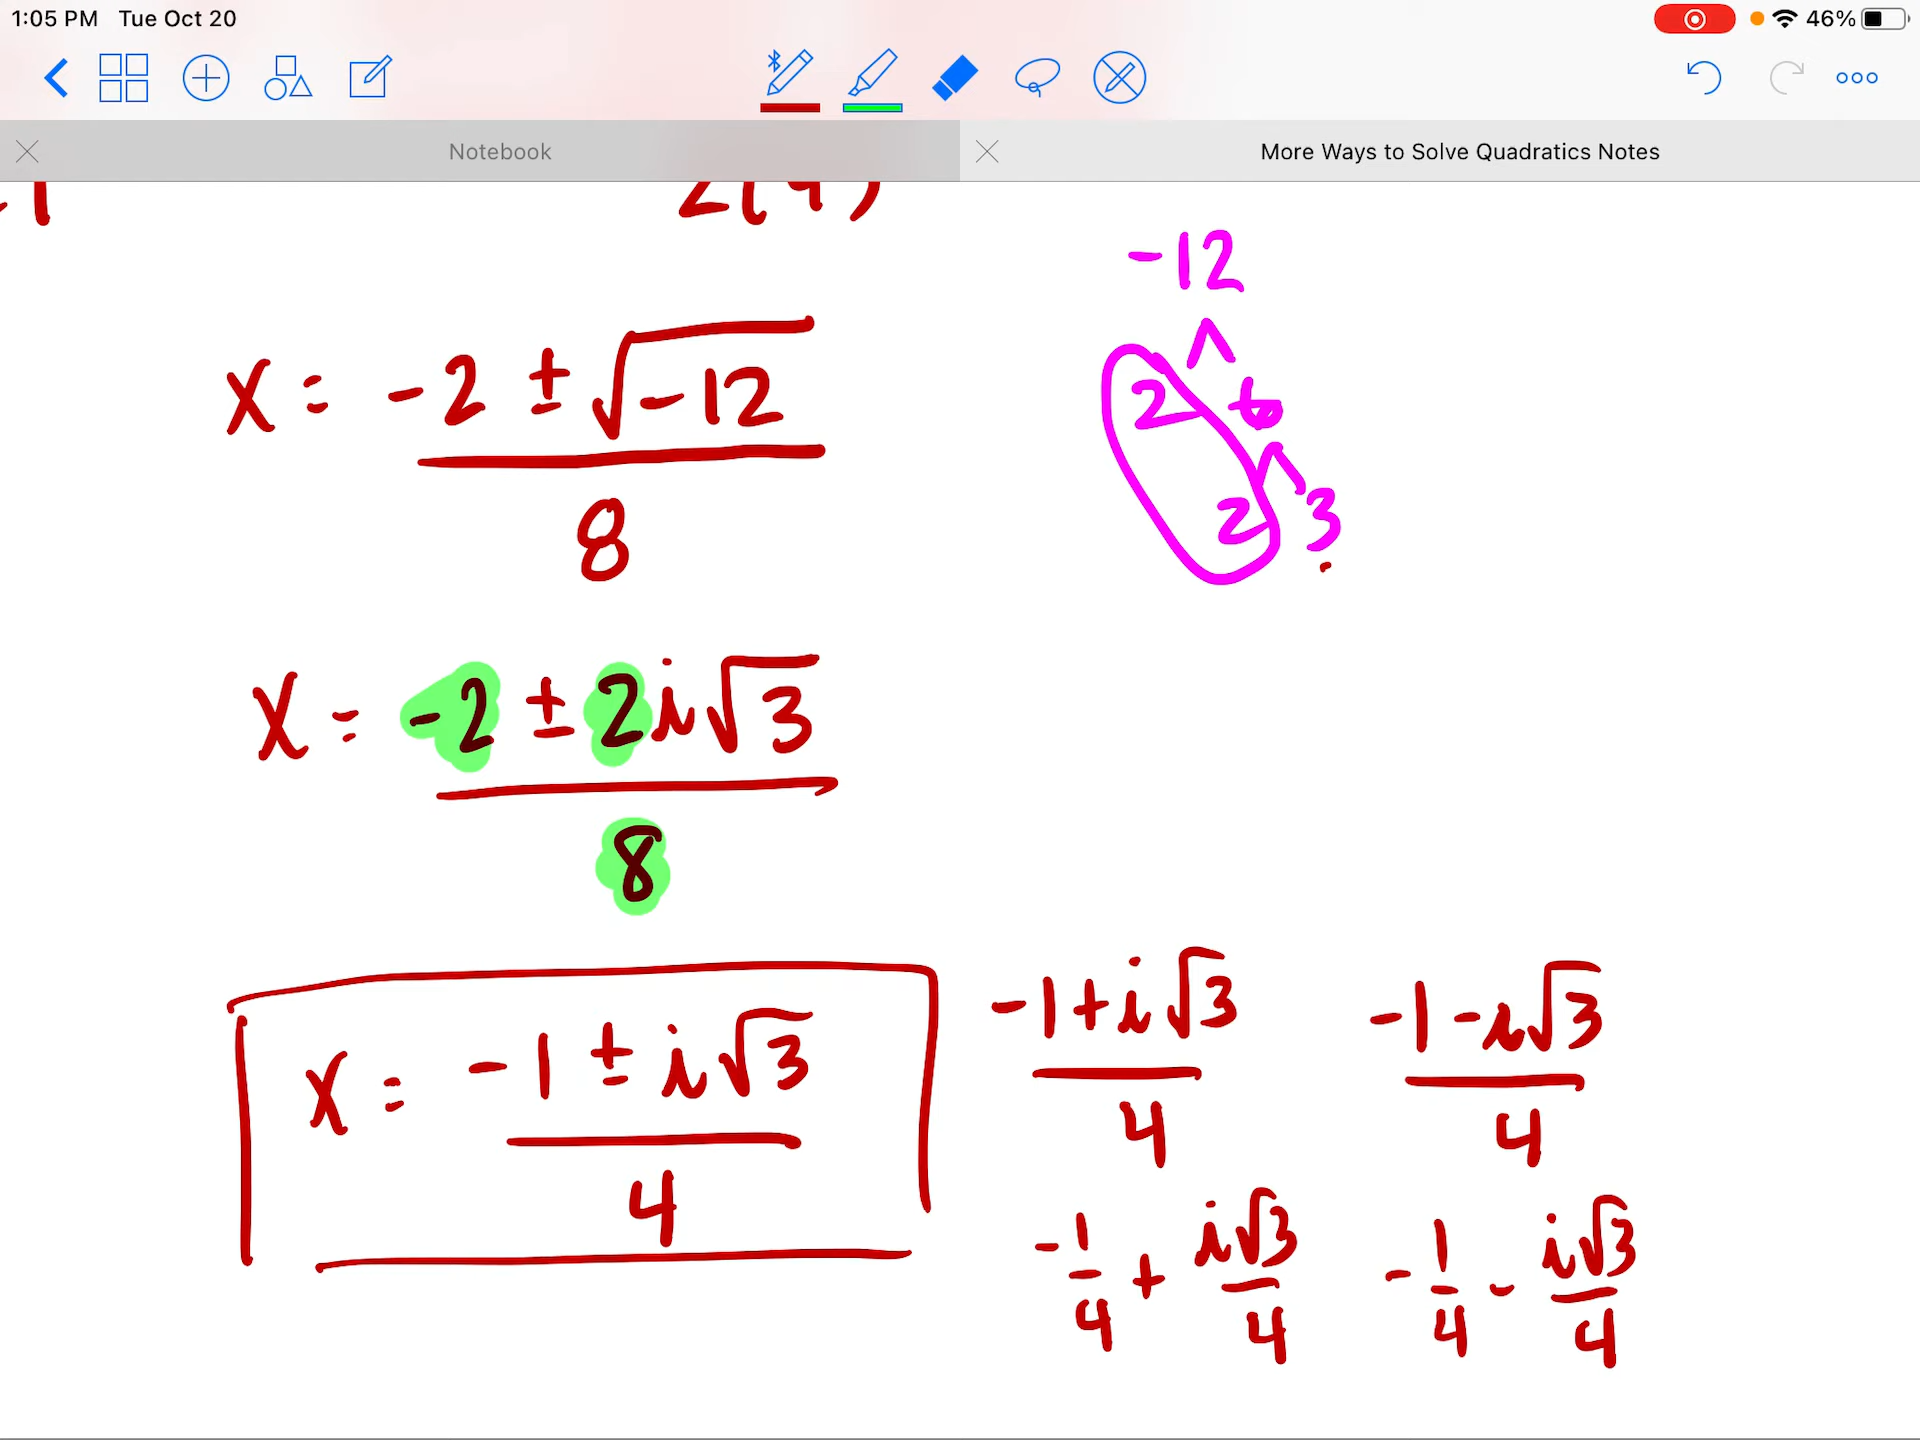 1:05 PM Tue Oct 20 46%
Notebook
More Ways to Solve Quadratics Notes
2(4)
-12
2 6
2 3
x = -2 ± √-12
8
x = -2 ± 2i√3
8
x = -1 ± i√3
4
-1 + i√3
4
-1 - i√3
4
-1/4 + i√3/4
-1/4 - i√3/4